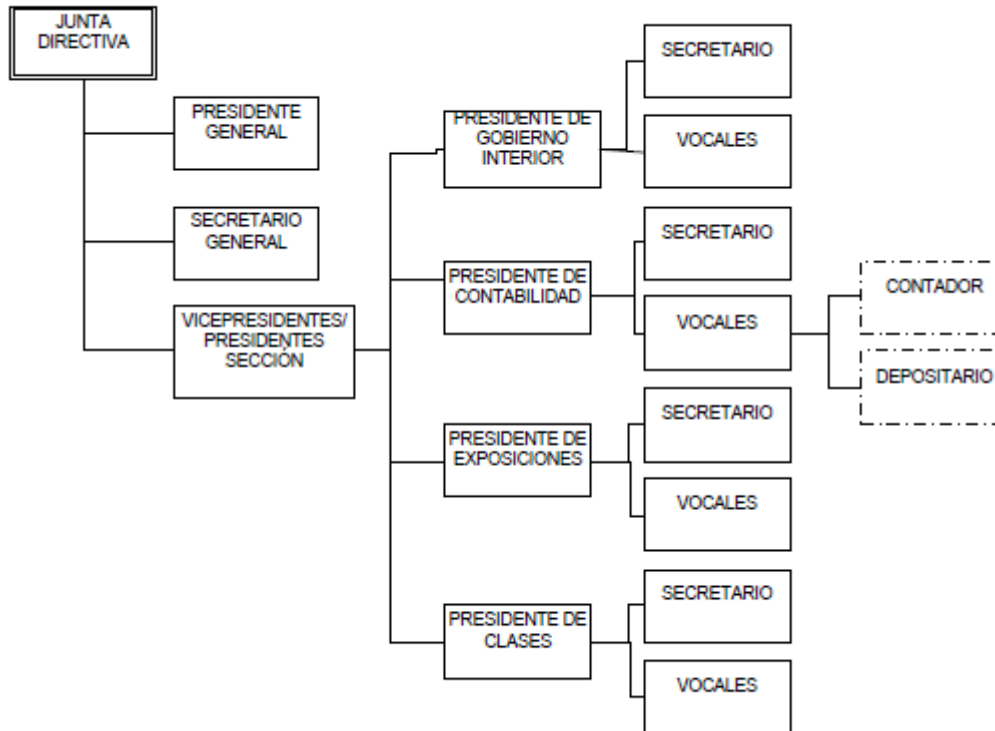 JUNTA
DIRECTIVA
PRESIDENTE
GENERAL
SECRETARIO
GENERAL
VICEPRESIDENTES/
PRESIDENTES
SECCIÓN
PRESIDENTE DE
GOBIERNO
INTERIOR
SECRETARIO
VOCALES
PRESIDENTE DE
CONTABILIDAD
SECRETARIO
VOCALES
CONTADOR
DEPOSITARIO
PRESIDENTE DE
EXPOSICIONES
SECRETARIO
VOCALES
PRESIDENTE DE
CLASES
SECRETARIO
VOCALES